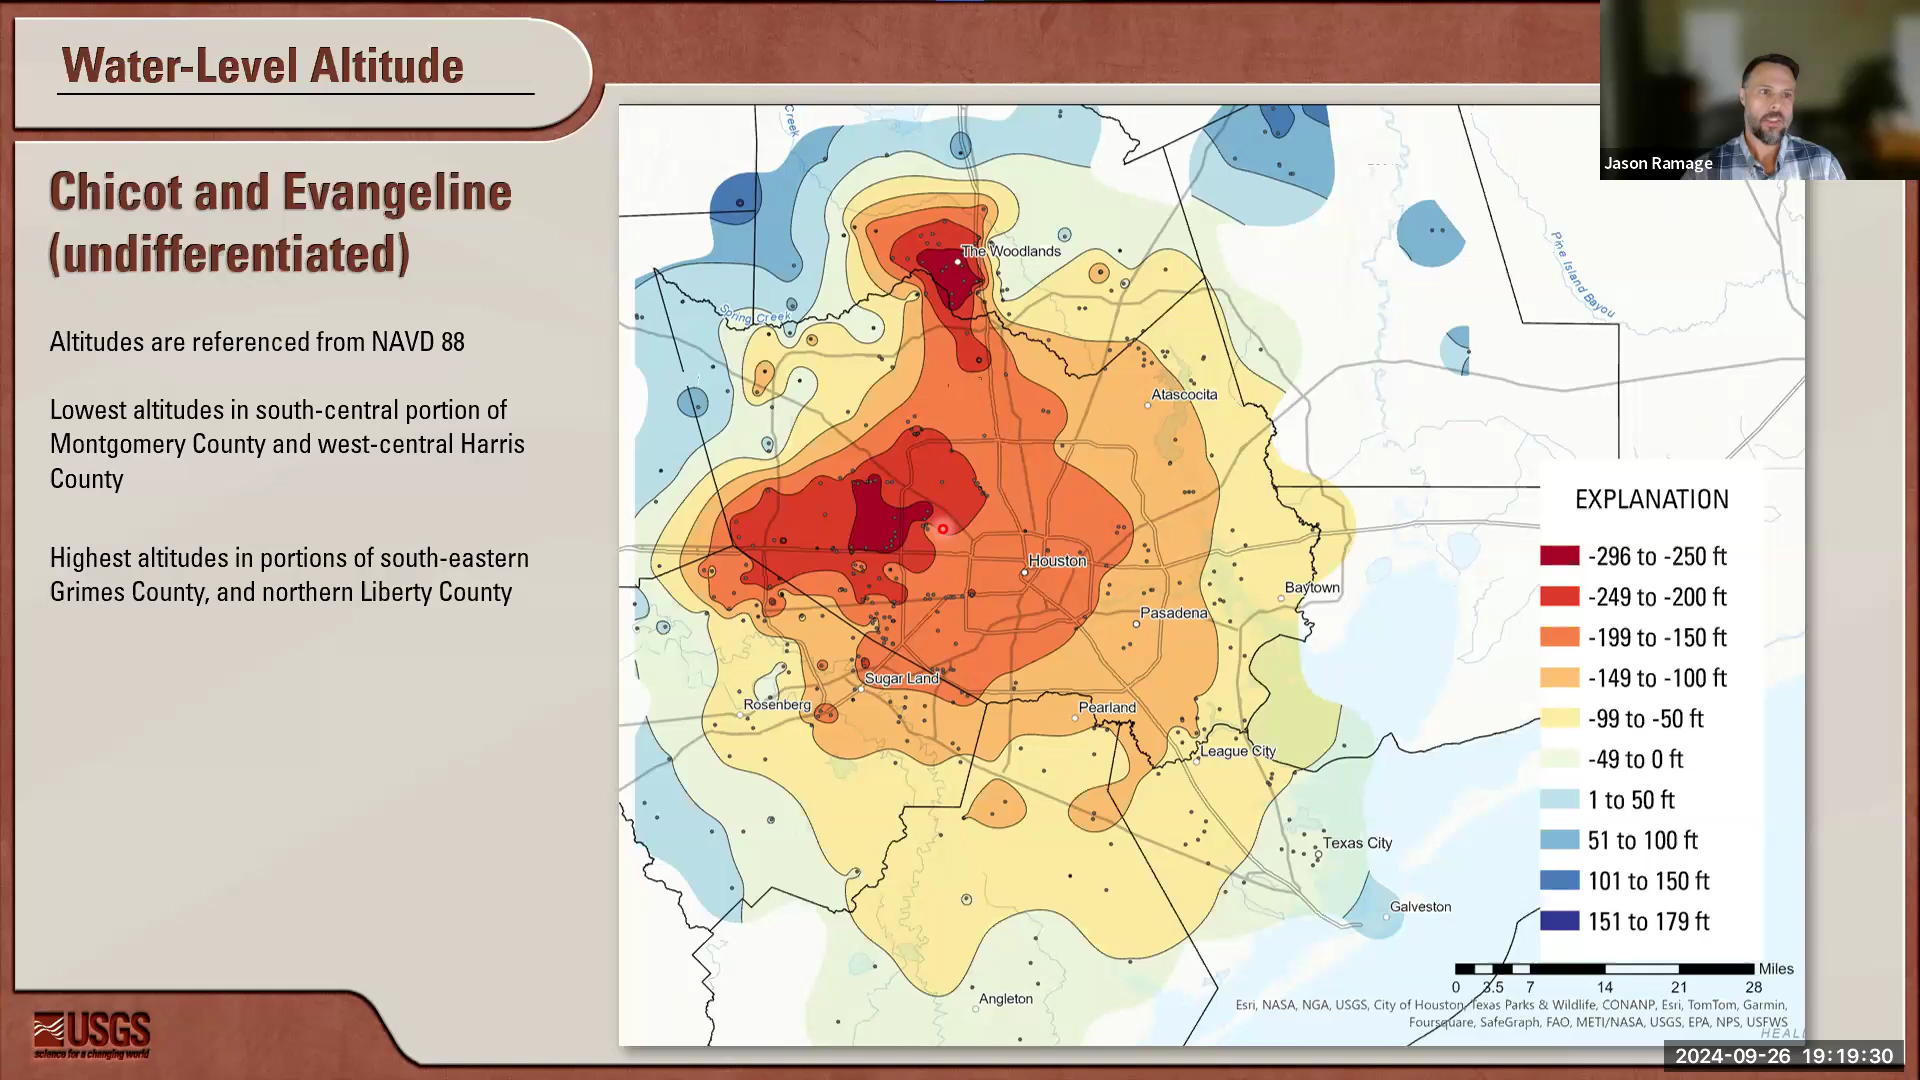 Water-Level Altitude
Chicot and Evangeline
(undifferentiated)
Altitudes are referenced from NAVD 88
Lowest altitudes in south-central portion of
Montgomery County and west-central Harris
County
Highest altitudes in portions of south-eastern
Grimes County, and northern Liberty County
USGS
science for a changing world
Jason Ramage
Creek
The Woodlands
Spring Creek
Pine Island Bayou
Atascocita
Houston
Baytown
Pasadena
Sugar Land
Rosenberg
Pearland
League City
Texas City
Galveston
Angleton
EXPLANATION
-296 to -250 ft
-249 to -200 ft
-199 to -150 ft
-149 to -100 ft
-99 to -50 ft
-49 to 0 ft
1 to 50 ft
51 to 100 ft
101 to 150 ft
151 to 179 ft
Miles
0 3.5 7 14 21 28
Esri, NASA, NGA, USGS, City of Houston, Texas Parks & Wildlife, CONANP, Esri, TomTom, Garmin,
Foursquare, SafeGraph, FAO, METI/NASA, USGS, EPA, NPS, USFWS
2024-09-26 19:19:30